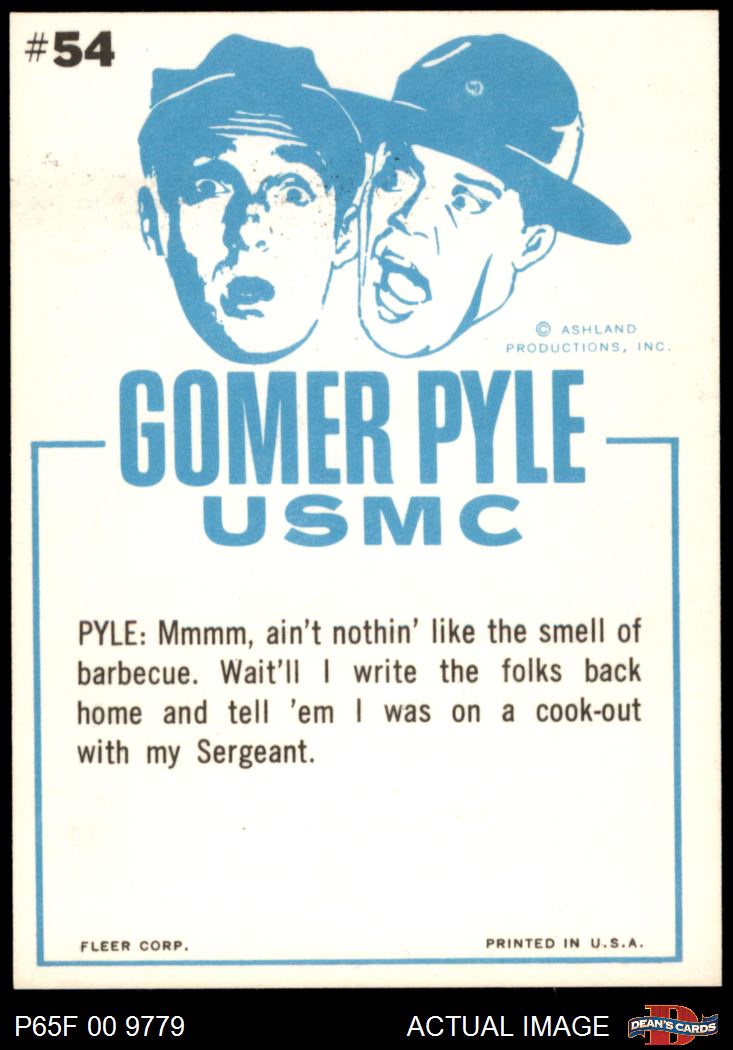 #54
© ASHLAND
PRODUCTIONS, INC.
GOMER PYLE
USMC
PYLE: Mmmm, ain't nothin' like the smell of
barbecue. Wait'll I write the folks back
home and tell 'em I was on a cook-out
with my Sergeant.
FLEER CORP.
PRINTED IN U.S.A.
P65F 00 9779
ACTUAL IMAGE
D
DEAN'S CARDS